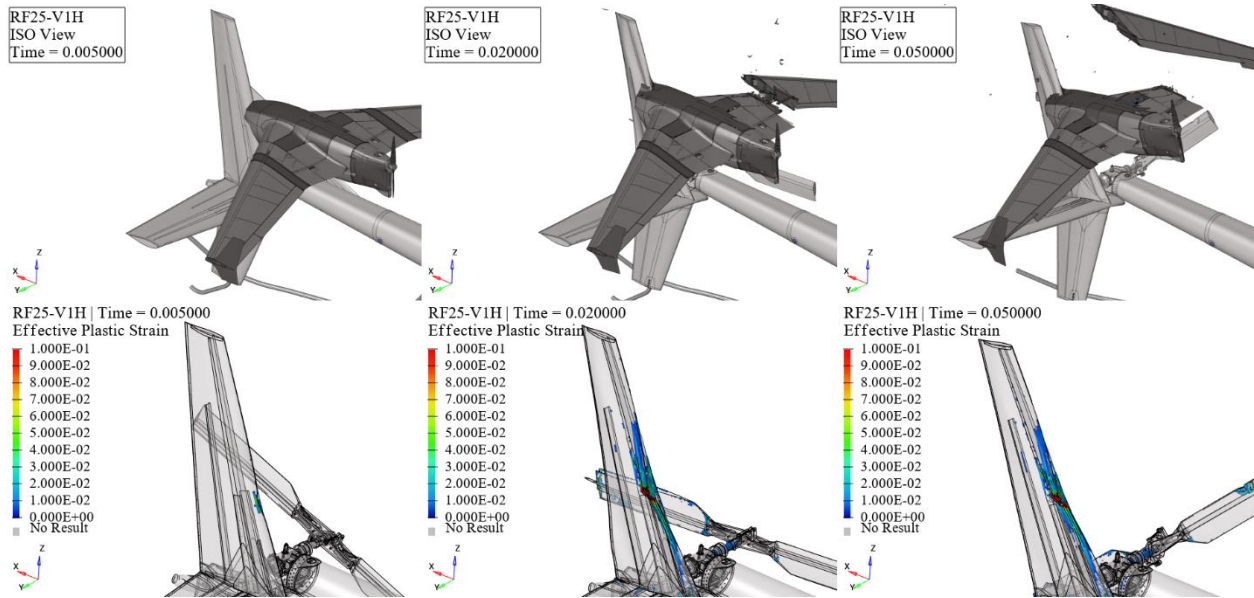 RF25-V1H
ISO View
Time = 0.005000
Z
X
Y
RF25-V1H
ISO View
Time = 0.020000
Z
X
Y
RF25-V1H
ISO View
Time = 0.050000
Z
X
Y
RF25-V1H | Time = 0.005000
Effective Plastic Strain
1.000E-01
9.000E-02
8.000E-02
7.000E-02
6.000E-02
5.000E-02
4.000E-02
3.000E-02
2.000E-02
1.000E-02
0.000E+00
No Result
Z
X
Y
RF25-V1H | Time = 0.020000
Effective Plastic Strain
1.000E-01
9.000E-02
8.000E-02
7.000E-02
6.000E-02
5.000E-02
4.000E-02
3.000E-02
2.000E-02
1.000E-02
0.000E+00
No Result
Z
X
Y
RF25-V1H | Time = 0.050000
Effective Plastic Strain
1.000E-01
9.000E-02
8.000E-02
7.000E-02
6.000E-02
5.000E-02
4.000E-02
3.000E-02
2.000E-02
1.000E-02
0.000E+00
No Result
Z
X
Y